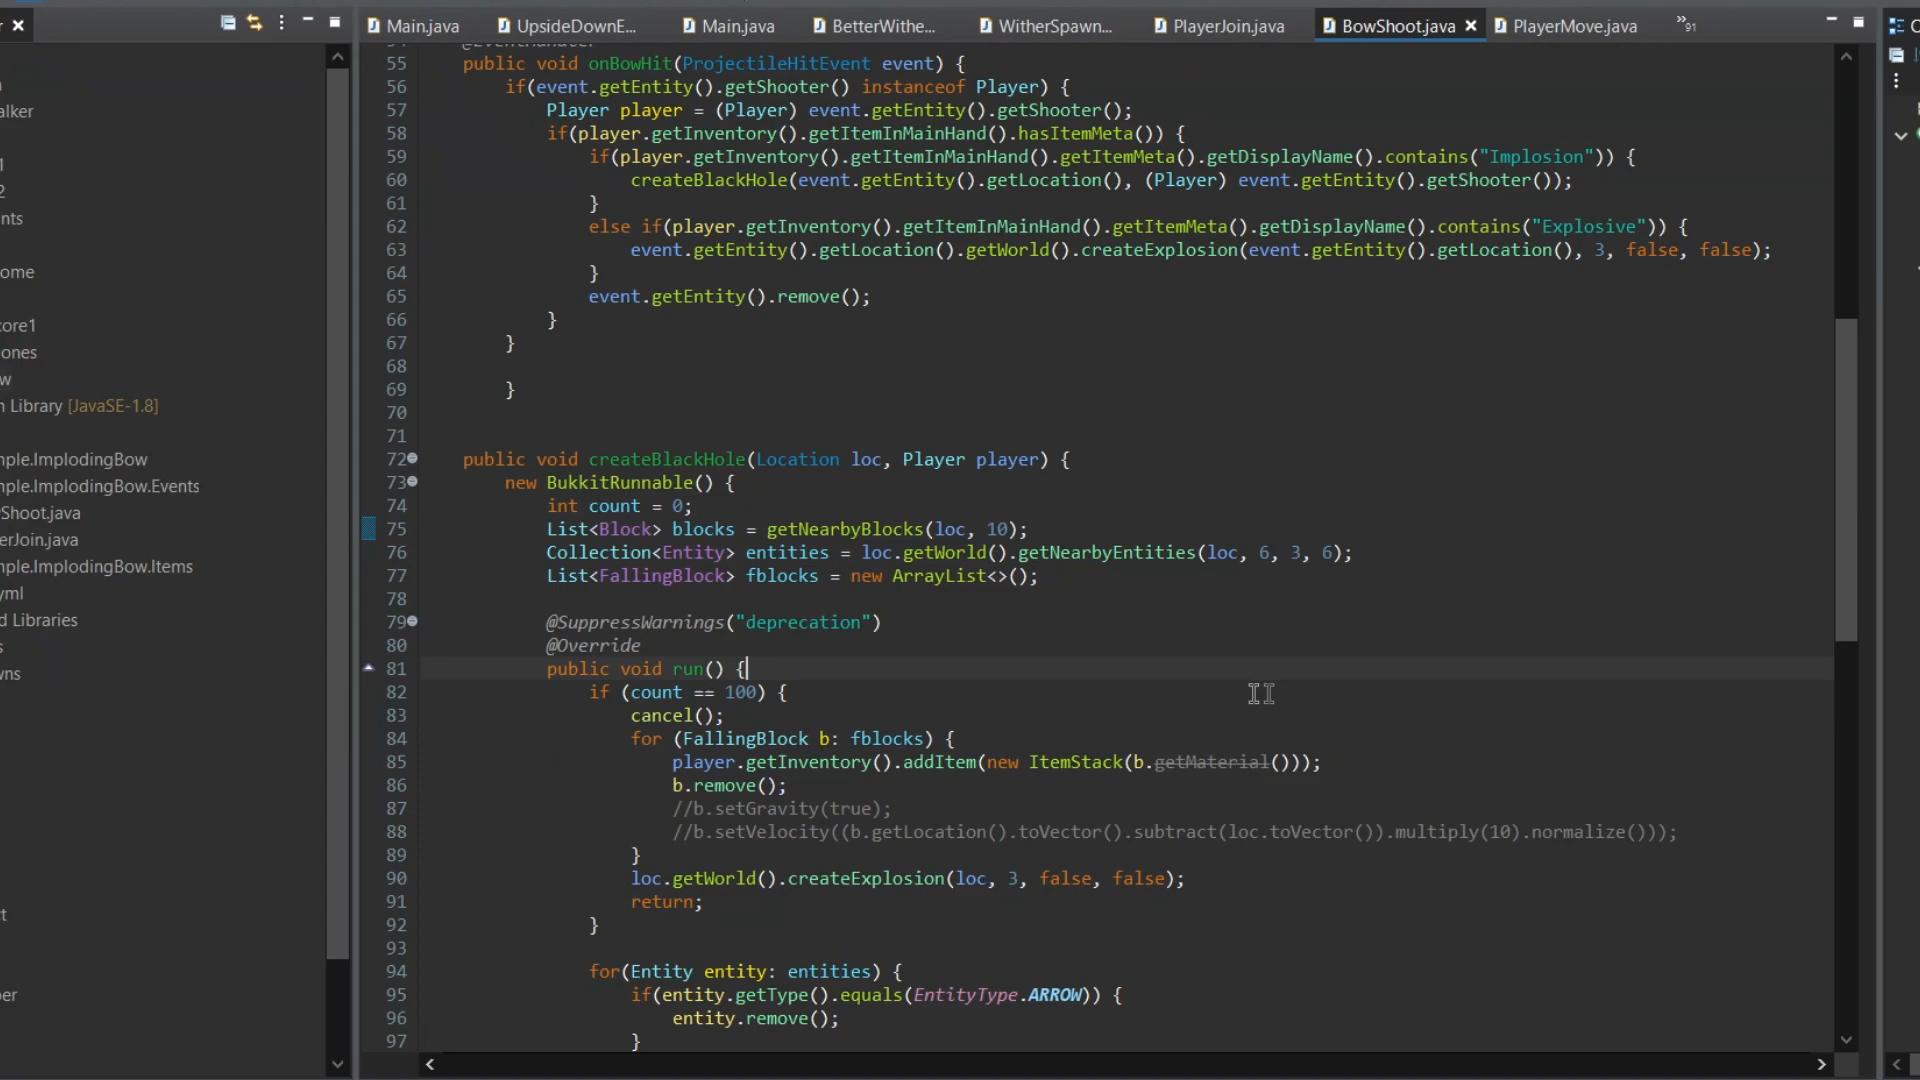 Main.java
UpsideDownE...
Main.java
BetterWithe...
WitherSpawn...
PlayerJoin.java
BowShoot.java
PlayerMove.java
»91
alker
1
2
nts
ome
core1
ones
w
n Library [JavaSE-1.8]
nple.ImplodingBow
nple.ImplodingBow.Events
Shoot.java
erJoin.java
nple.ImplodingBow.Items
yml
d Libraries
s
wns
ct
per
@EventHandler
55 public void onBowHit(ProjectileHitEvent event) {
56 if(event.getEntity().getShooter() instanceof Player) {
57 Player player = (Player) event.getEntity().getShooter();
58 if(player.getInventory().getItemInMainHand().hasItemMeta()) {
59 if(player.getInventory().getItemInMainHand().getItemMeta().getDisplayName().contains("Implosion")) {
60 createBlackHole(event.getEntity().getLocation(), (Player) event.getEntity().getShooter());
61 }
62 else if(player.getInventory().getItemInMainHand().getItemMeta().getDisplayName().contains("Explosive")) {
63 event.getEntity().getLocation().getWorld().createExplosion(event.getEntity().getLocation(), 3, false, false);
64 }
65 event.getEntity().remove();
66 }
67 }
68
69 }
70
71
72 public void createBlackHole(Location loc, Player player) {
73 new BukkitRunnable() {
74 int count = 0;
75 List<Block> blocks = getNearbyBlocks(loc, 10);
76 Collection<Entity> entities = loc.getWorld().getNearbyEntities(loc, 6, 3, 6);
77 List<FallingBlock> fblocks = new ArrayList<>();
78
79 @SuppressWarnings("deprecation")
80 @Override
81 public void run() {
82 if (count == 100) {
83 cancel();
84 for (FallingBlock b: fblocks) {
85 player.getInventory().addItem(new ItemStack(b.getMaterial()));
86 b.remove();
87 //b.setGravity(true);
88 //b.setVelocity((b.getLocation().toVector().subtract(loc.toVector()).multiply(10).normalize()));
89 }
90 loc.getWorld().createExplosion(loc, 3, false, false);
91 return;
92 }
93
94 for(Entity entity: entities) {
95 if(entity.getType().equals(EntityType.ARROW)) {
96 entity.remove();
97 }